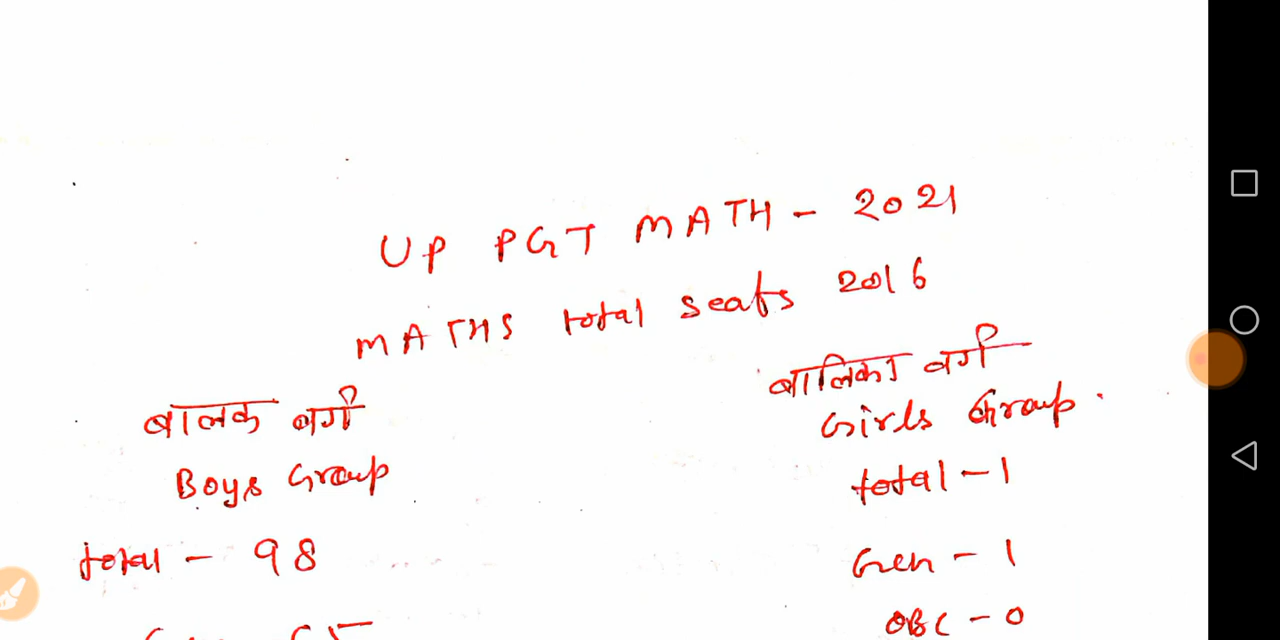 UP PGT MATH - 2021
MATHS total seats 2016
बालक वर्ग
Boys Group
total - 98
बालिका वर्ग
Girls Group.
total - 1
Gen - 1
OBC - 0